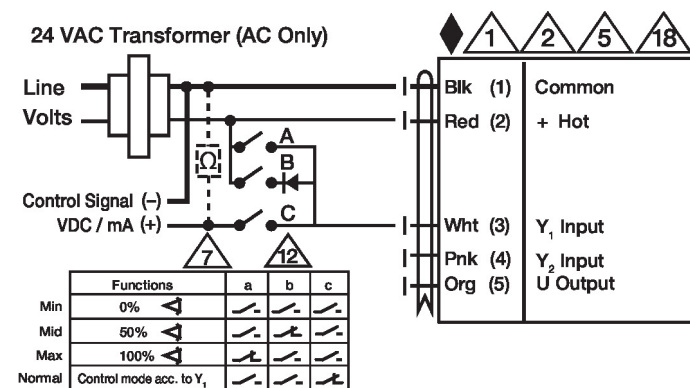 24 VAC Transformer (AC Only)
1 2 5 18
Line
Volts
Blk (1) Common
Red (2) + Hot
A
Ω
B
Control Signal (–)
VDC / mA (+)
C
Wht (3) Y1 Input
Pnk (4) Y2 Input
Org (5) U Output
7 12
Functions a b c
Min 0%
Mid 50%
Max 100%
Normal Control mode acc. to Y1